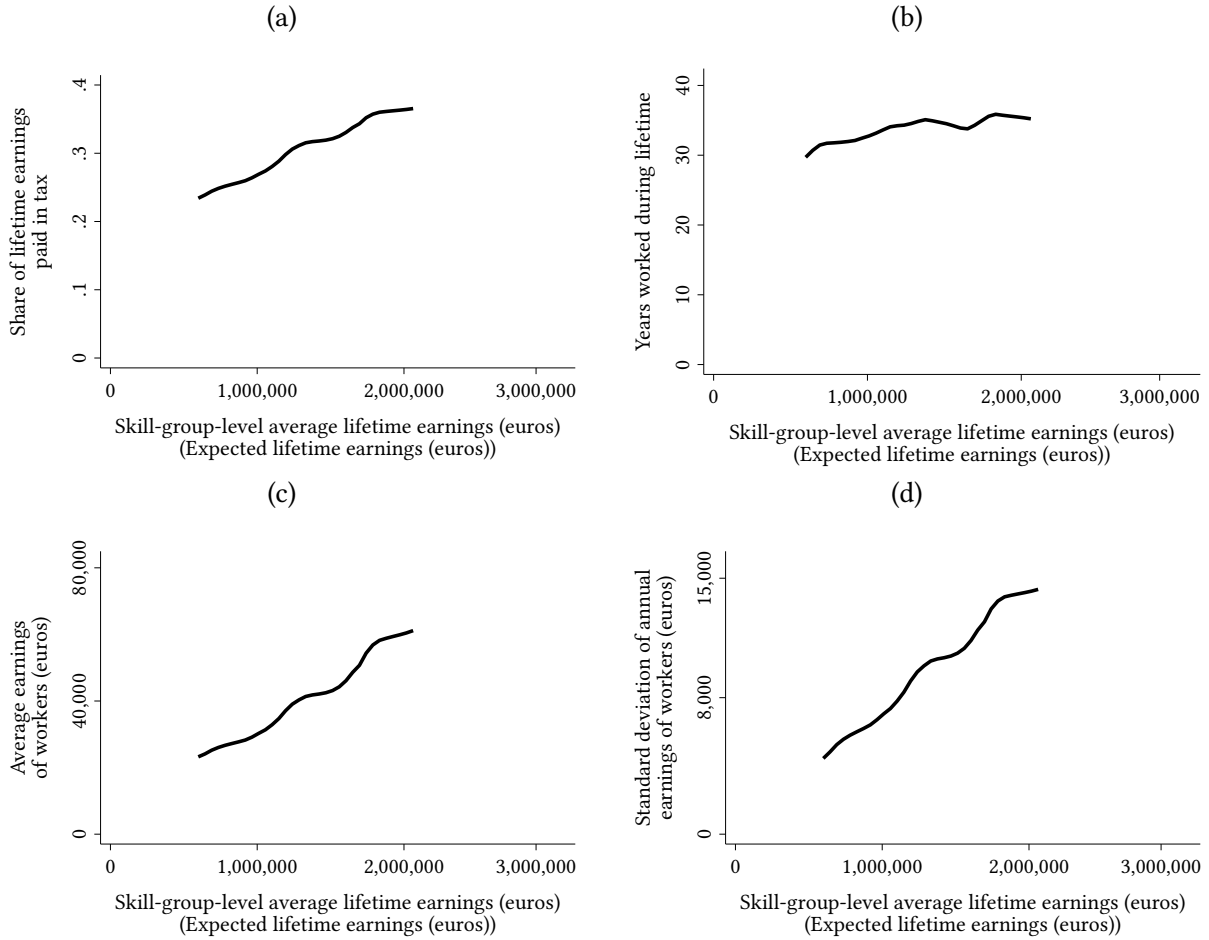 (a)
Share of lifetime earnings
paid in tax
.4
.3
.2
.1
0
0 1,000,000 2,000,000 3,000,000
Skill-group-level average lifetime earnings (euros)
(Expected lifetime earnings (euros))
(b)
Years worked during lifetime
40
30
20
10
0
0 1,000,000 2,000,000 3,000,000
Skill-group-level average lifetime earnings (euros)
(Expected lifetime earnings (euros))
(c)
Average earnings
of workers (euros)
80,000
40,000
0
0 1,000,000 2,000,000 3,000,000
Skill-group-level average lifetime earnings (euros)
(Expected lifetime earnings (euros))
(d)
Standard deviation of annual
earnings of workers (euros)
15,000
8,000
0
0 1,000,000 2,000,000 3,000,000
Skill-group-level average lifetime earnings (euros)
(Expected lifetime earnings (euros))